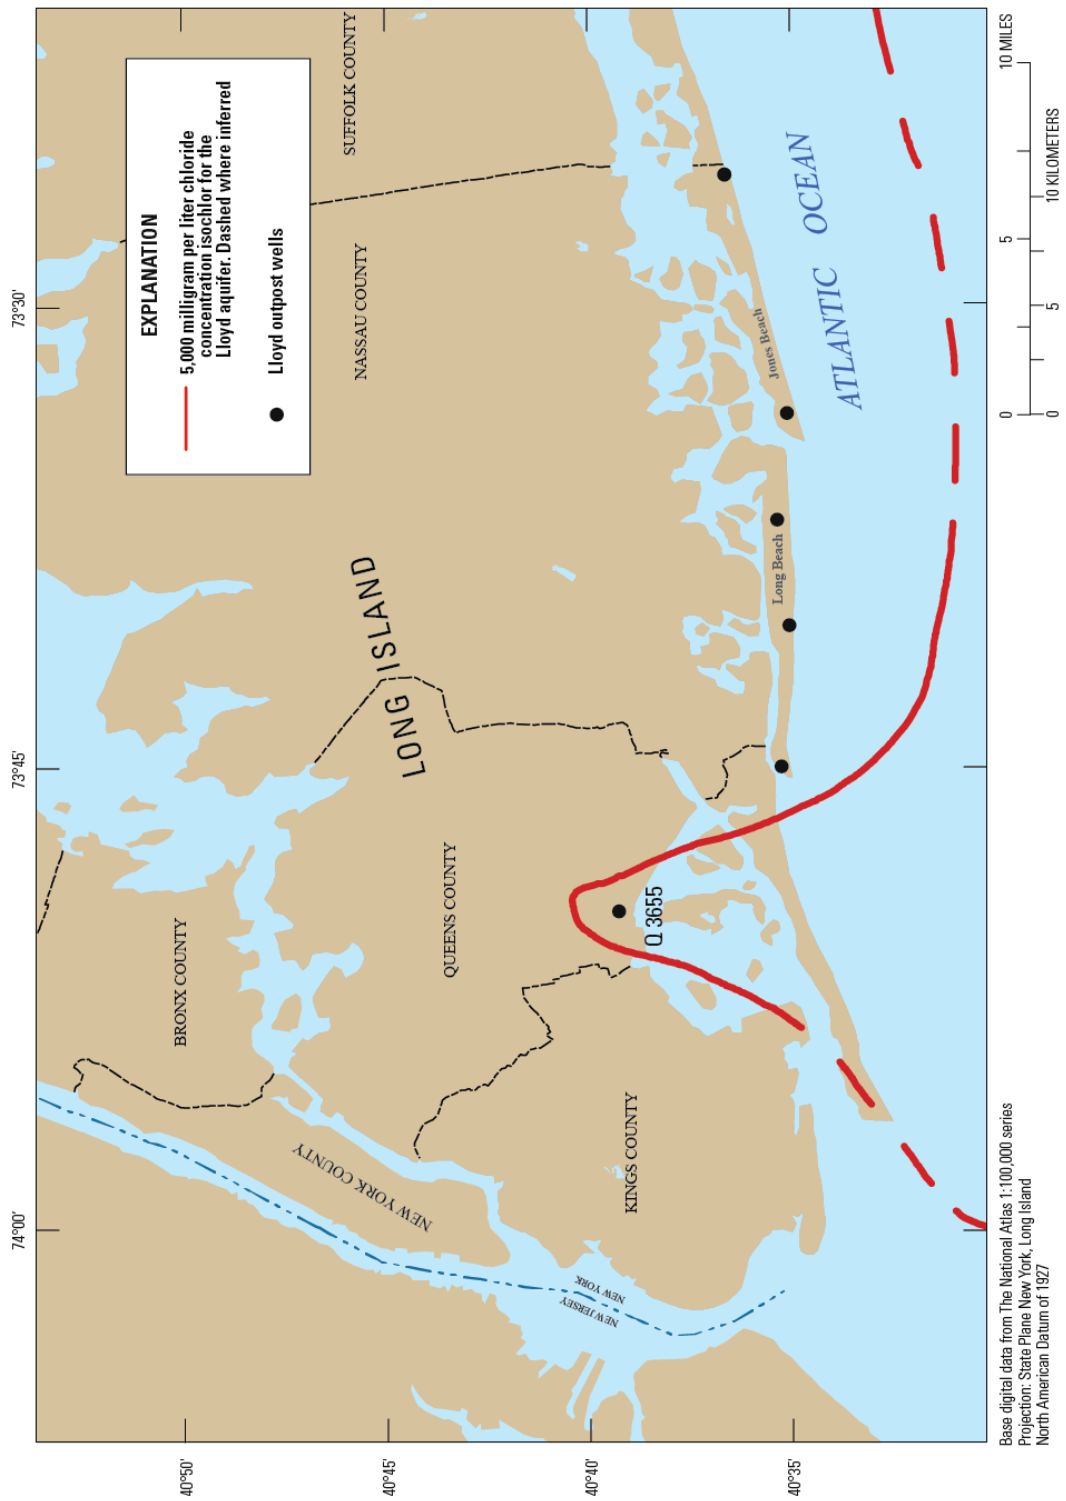 EXPLANATION
5,000 milligram per liter chloride
concentration isochlor for the
Lloyd aquifer. Dashed where inferred
Lloyd outpost wells
74°00'
73°45'
73°30'
40°50'
40°45'
40°40'
40°35'
BRONX COUNTY
NEW YORK COUNTY
QUEENS COUNTY
KINGS COUNTY
NASSAU COUNTY
SUFFOLK COUNTY
LONG ISLAND
NEW YORK
NEW JERSEY
Q 3655
Long Beach
Jones Beach
ATLANTIC OCEAN
Base digital data from The National Atlas 1:100,000 series
Projection: State Plane New York, Long Island
North American Datum of 1927
0 5 10 MILES
0 5 10 KILOMETERS